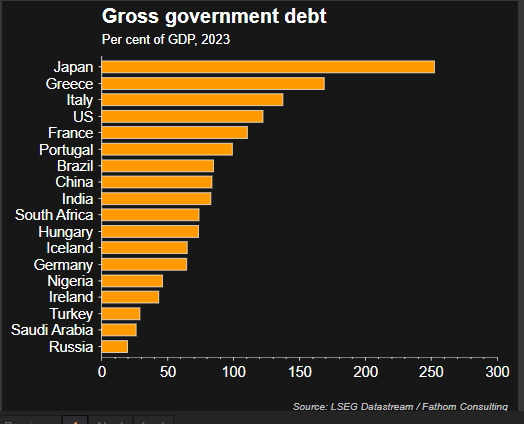 Gross government debt
Per cent of GDP, 2023
Japan
Greece
Italy
US
France
Portugal
Brazil
China
India
South Africa
Hungary
Iceland
Germany
Nigeria
Ireland
Turkey
Saudi Arabia
Russia
0 50 100 150 200 250 300
Source: LSEG Datastream / Fathom Consulting